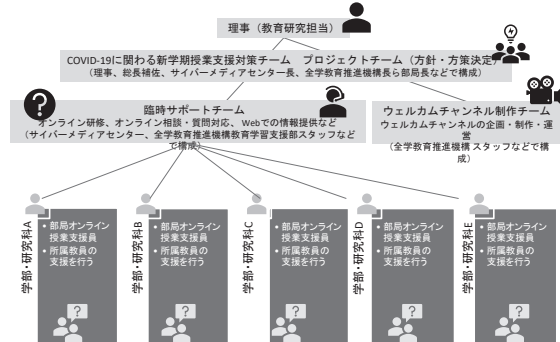 理事（教育研究担当）
COVID-19に関わる新学期授業支援対策チーム　プロジェクトチーム（方針・方策決定）
（理事、総長補佐、サイバーメディアセンター長、全学教育推進機構長ら部局長などで構成）
臨時サポートチーム
オンライン研修、オンライン相談・質問対応、Webでの情報提供など
（サイバーメディアセンター、全学教育推進機構教育学習支援部スタッフなど
で構成）
ウェルカムチャンネル制作チーム
ウェルカムチャンネルの企画・制作・運
営
（全学教育推進機構 スタッフなどで構
成）
学部・研究科A
• 部局オンライン
授業支援員
• 所属教員の
支援を行う
学部・研究科B
• 部局オンライン
授業支援員
• 所属教員の
支援を行う
学部・研究科C
• 部局オンライン
授業支援員
• 所属教員の
支援を行う
学部・研究科D
• 部局オンライン
授業支援員
• 所属教員の
支援を行う
学部・研究科E
• 部局オンライン
授業支援員
• 所属教員の
支援を行う